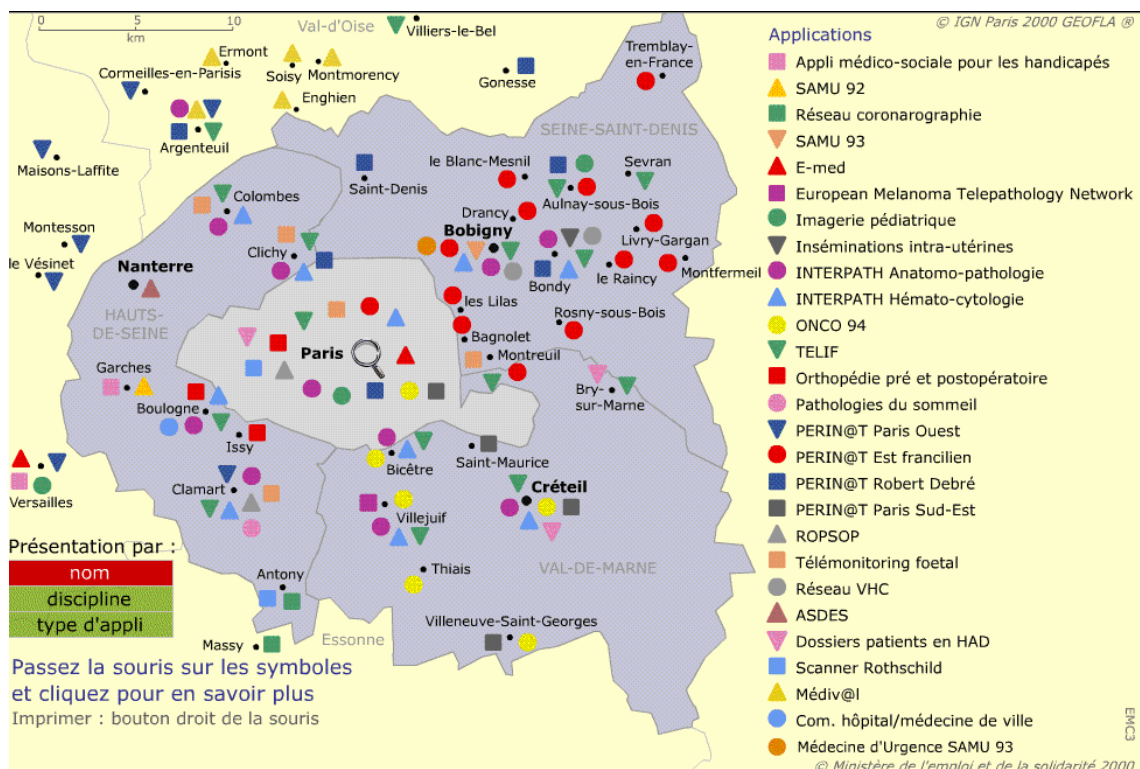 0 5 10
km
Val-d'Oise
Villiers-le-Bel
© IGN Paris 2000 GEOFLA ®
Ermont
Cormeilles-en-Parisis
Soisy
Montmorency
Gonesse
Tremblay-
en-France
Enghien
Argenteuil
SEINE-SAINT-DENIS
Maisons-Laffite
le Blanc-Mesnil
Sevran
Saint-Denis
Aulnay-sous-Bois
Colombes
Drancy
Montesson
Bobigny
Livry-Gargan
Clichy
le Vésinet
Nanterre
Bondy
le Raincy
Montfermeil
HAUTS-
DE-SEINE
les Lilas
Rosny-sous-Bois
Bagnolet
Paris
Montreuil
Garches
Bry-
sur-Marne
Boulogne
Issy
Bicêtre
Saint-Maurice
Versailles
Clamart
Créteil
Villejuif
Antony
Thiais
VAL-DE-MARNE
Villeneuve-Saint-Georges
Essonne
Massy
Présentation par :
nom
discipline
type d'appli
Passez la souris sur les symboles
et cliquez pour en savoir plus
Imprimer : bouton droit de la souris
Applications
Appli médico-sociale pour les handicapés
SAMU 92
Réseau coronarographie
SAMU 93
E-med
European Melanoma Telepathology Network
Imagerie pédiatrique
Inséminations intra-utérines
INTERPATH Anatomo-pathologie
INTERPATH Hémato-cytologie
ONCO 94
TELIF
Orthopédie pré et postopératoire
Pathologies du sommeil
PERIN@T Paris Ouest
PERIN@T Est francilien
PERIN@T Robert Debré
PERIN@T Paris Sud-Est
ROPSOP
Télémonitoring foetal
Réseau VHC
ASDES
Dossiers patients en HAD
Scanner Rothschild
Médiv@l
Com. hôpital/médecine de ville
Médecine d'Urgence SAMU 93
EMC3
© Ministère de l'emploi et de la solidarité 2000